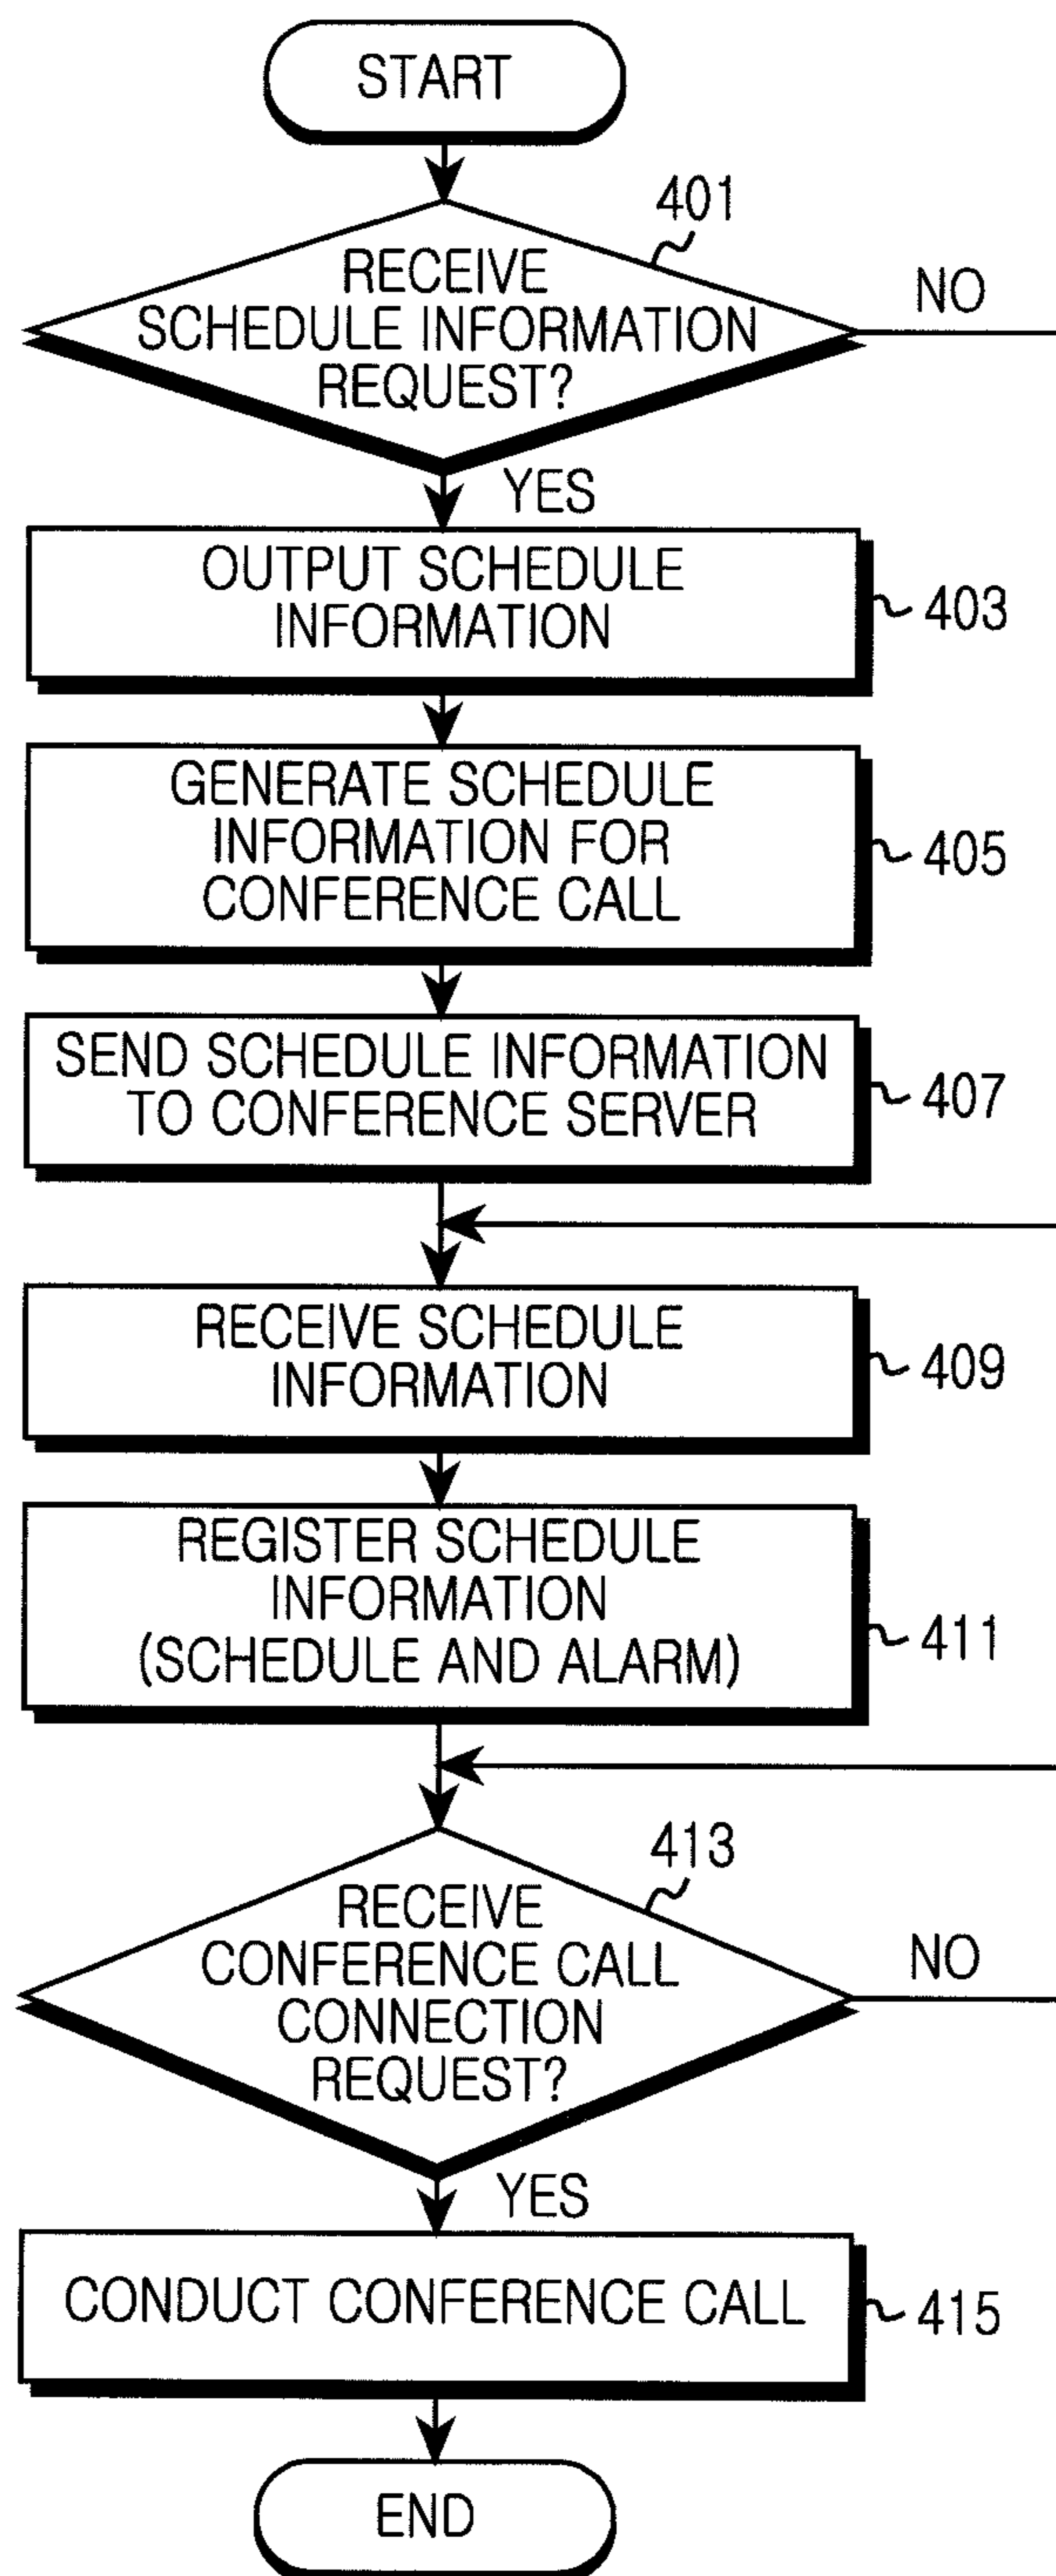 START
401
RECEIVE
SCHEDULE INFORMATION
REQUEST?
NO
YES
OUTPUT SCHEDULE
INFORMATION
403
GENERATE SCHEDULE
INFORMATION FOR
CONFERENCE CALL
405
SEND SCHEDULE INFORMATION
TO CONFERENCE SERVER
407
RECEIVE SCHEDULE
INFORMATION
409
REGISTER SCHEDULE
INFORMATION
(SCHEDULE AND ALARM)
411
413
RECEIVE
CONFERENCE CALL
CONNECTION
REQUEST?
NO
YES
CONDUCT CONFERENCE CALL
415
END